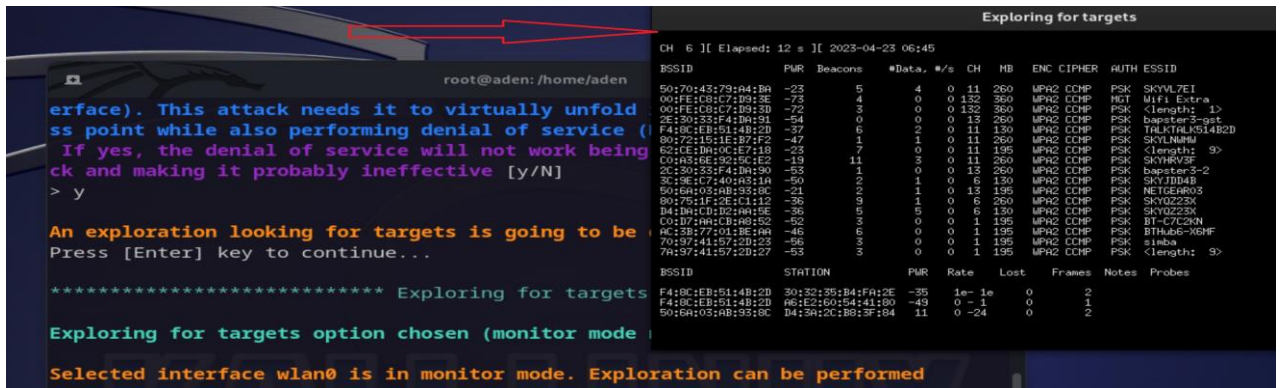 root@aden: /home/aden
erface). This attack needs it to virtually unfold
ss point while also performing denial of service (
If yes, the denial of service will not work being
ck and making it probably ineffective [y/N]
> y
An exploration looking for targets is going to be
Press [Enter] key to continue...
***************************** Exploring for targets
Exploring for targets option chosen (monitor mode
Selected interface wlan0 is in monitor mode. Exploration can be performed
Exploring for targets
CH 6 ][ Elapsed: 12 s ][ 2023-04-23 06:45
BSSID PWR Beacons #Data, #/s CH MB ENC CIPHER AUTH ESSID
50:70:43:79:A4:BA -23 5 4 0 11 260 WPA2 CCMP PSK SKYVL7EI
00:FE:C8:C7:D9:3E -73 4 0 0 132 360 WPA2 CCMP MGT Wifi Extra
00:FE:C8:C7:D9:3D -72 3 0 0 132 360 WPA2 CCMP PSK <length: 1>
2E:30:33:F4:DA:91 -54 0 0 0 13 260 WPA2 CCMP PSK bapster3-gst
F4:8C:EB:51:4B:2D -37 6 2 0 11 130 WPA2 CCMP PSK TALKTALK514B2D
80:72:15:1E:B7:F2 -47 1 1 0 11 260 WPA2 CCMP PSK SKYLNWMW
62:CE:DA:0C:E7:18 -23 7 0 0 11 195 WPA2 CCMP PSK <length: 9>
C0:A3:6E:92:5C:E2 -19 11 3 0 11 260 WPA2 CCMP PSK SKYHRV3F
2C:30:33:F4:DA:90 -53 1 0 0 13 260 WPA2 CCMP PSK bapster3-2
3C:9E:C7:40:A3:1A -50 2 1 0 6 130 WPA2 CCMP PSK SKYJDD4B
50:6A:03:AB:93:8C -21 2 1 0 13 195 WPA2 CCMP PSK NETGEAR03
80:75:1F:2E:C1:12 -36 9 1 0 6 260 WPA2 CCMP PSK SKYQZ23X
D4:DA:CD:D2:AA:5E -36 5 5 0 6 130 WPA2 CCMP PSK SKYQZ23X
C0:D7:AA:CB:A8:52 -52 3 0 0 1 195 WPA2 CCMP PSK BT-C7C2KN
AC:3B:77:01:BE:AA -46 6 0 0 1 195 WPA2 CCMP PSK BTHub6-X6MF
70:97:41:57:2D:23 -56 3 0 0 1 195 WPA2 CCMP PSK simba
7A:97:41:57:2D:27 -53 3 0 0 1 195 WPA2 CCMP PSK <length: 9>
BSSID STATION PWR Rate Lost Frames Notes Probes
F4:8C:EB:51:4B:2D 30:32:35:B4:FA:2E -35 1e- 1e 0 2
F4:8C:EB:51:4B:2D A6:E2:60:54:41:80 -49 0 - 1 0 1
50:6A:03:AB:93:8C D4:3A:2C:B8:3F:84 11 0 -24 0 2